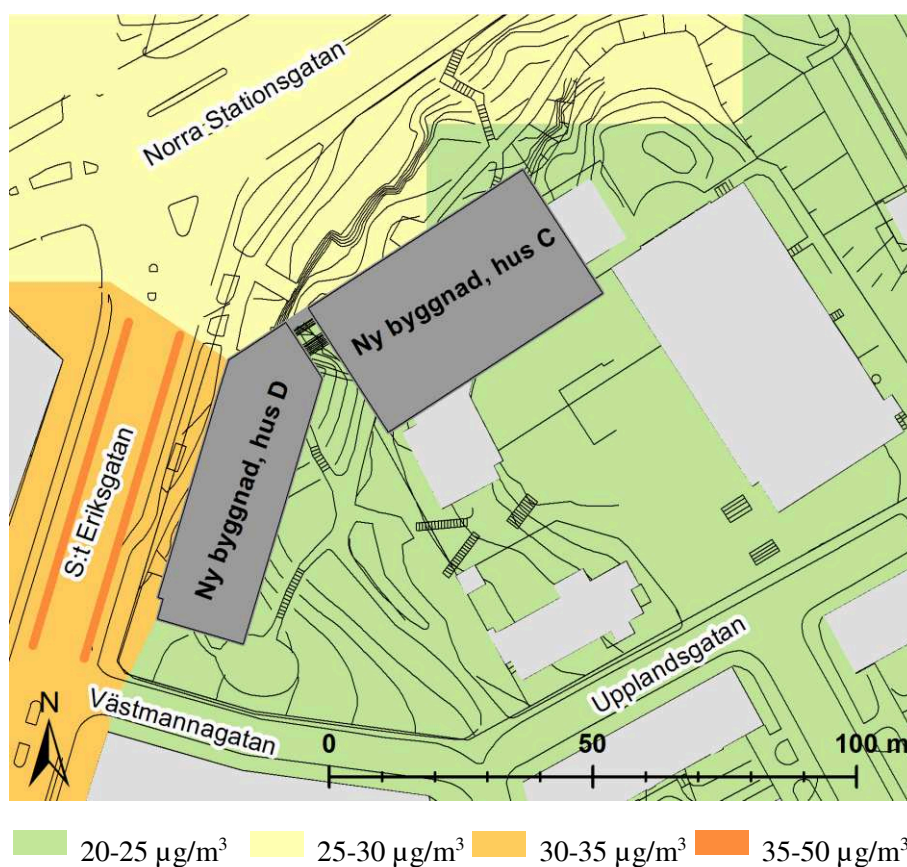 Norra Stationsgatan
Ny byggnad, hus C
Ny byggnad, hus D
S:t Eriksgatan
Upplandsgatan
Västmannagatan
N
0 50 100 m
20-25 µg/m³ 25-30 µg/m³ 30-35 µg/m³ 35-50 µg/m³